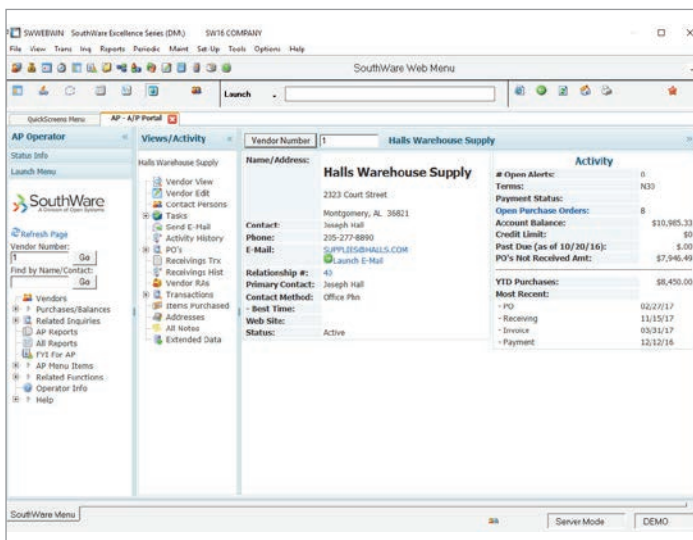 SWWEBWIN SouthWare Excellence Series (DM\) SW16 COMPANY
File View Trans Inq Reports Periodic Maint Set-Up Tools Options Help
SouthWare Web Menu
Launch
QuickScreens Menu
AP - A/P Portal
AP Operator
Status Info
Launch Menu
SouthWare
A Division of Open Systems
Refresh Page
Vendor Number:
1
Go
Find by Name/Contact:
Go
Vendors
Purchases/Balances
Related Inquiries
AP Reports
All Reports
FYI For AP
AP Menu Items
Related Functions
Operator Info
Help
Views/Activity
Halls Warehouse Supply
Vendor View
Vendor Edit
Contact Persons
Tasks
Send E-Mail
Activity History
PO's
Receivings Trx
Receivings Hist
Vendor RAs
Transactions
Items Purchased
Addresses
All Notes
Extended Data
Vendor Number 1 Halls Warehouse Supply
Name/Address:
Halls Warehouse Supply
2323 Court Street
Montgomery, AL 36821
Contact: Joseph Hall
Phone: 205-277-8890
E-Mail: SUPPLIES@HALLS.COM
Launch E-Mail
Relationship #: 43
Primary Contact: Joseph Hall
Contact Method: Office Phn
- Best Time:
Web Site:
Status: Active
Activity
# Open Alerts: 0
Terms: N30
Payment Status:
Open Purchase Orders: 8
Account Balance: $10,985.33
Credit Limit: $0
Past Due (as of 10/20/16): $.00
PO's Not Received Amt: $7,946.49
YTD Purchases: $8,450.00
Most Recent:
- PO 02/27/17
- Receiving 11/15/17
- Invoice 03/31/17
- Payment 12/12/16
SouthWare Menu
Server Mode
DEMO